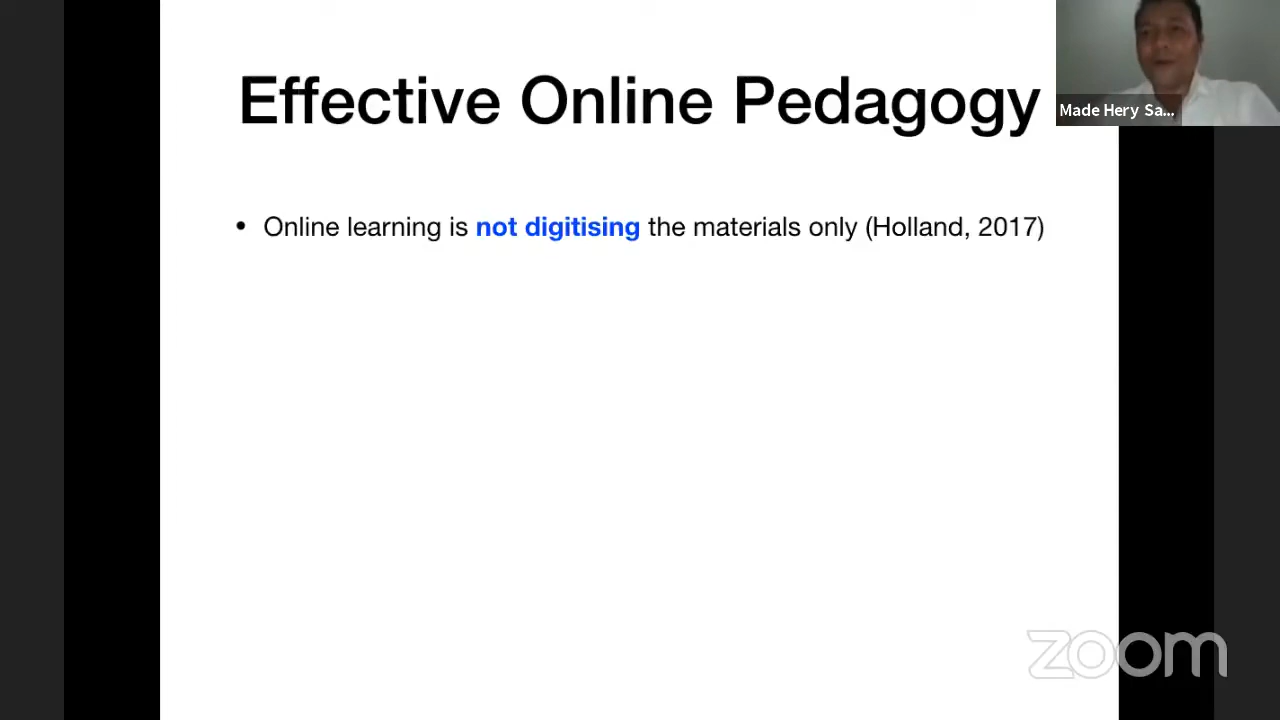 Effective Online Pedagogy
Made Hery Sa...
• Online learning is not digitising the materials only (Holland, 2017)
zoom